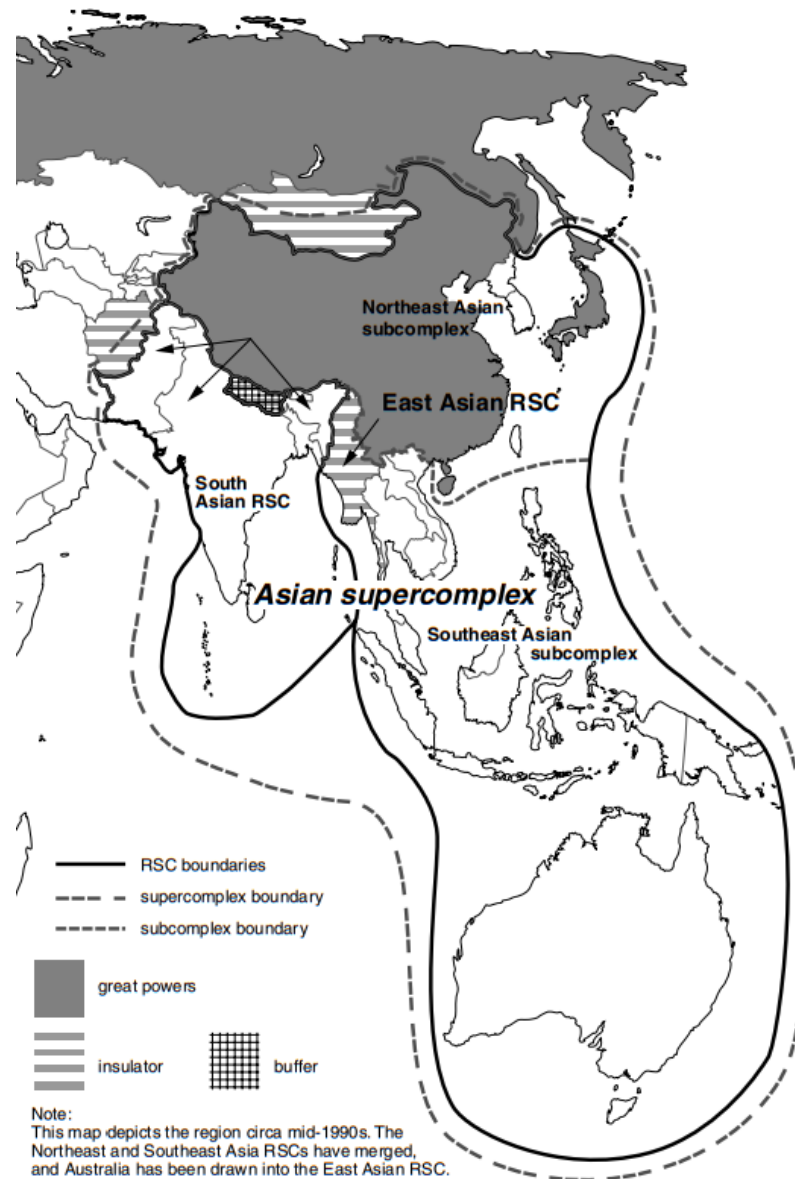 Northeast Asian
subcomplex
East Asian RSC
South
Asian RSC
Asian supercomplex
Southeast Asian
subcomplex
RSC boundaries
supercomplex boundary
subcomplex boundary
great powers
insulator
buffer
Note:
This map depicts the region circa mid-1990s. The
Northeast and Southeast Asia RSCs have merged,
and Australia has been drawn into the East Asian RSC.